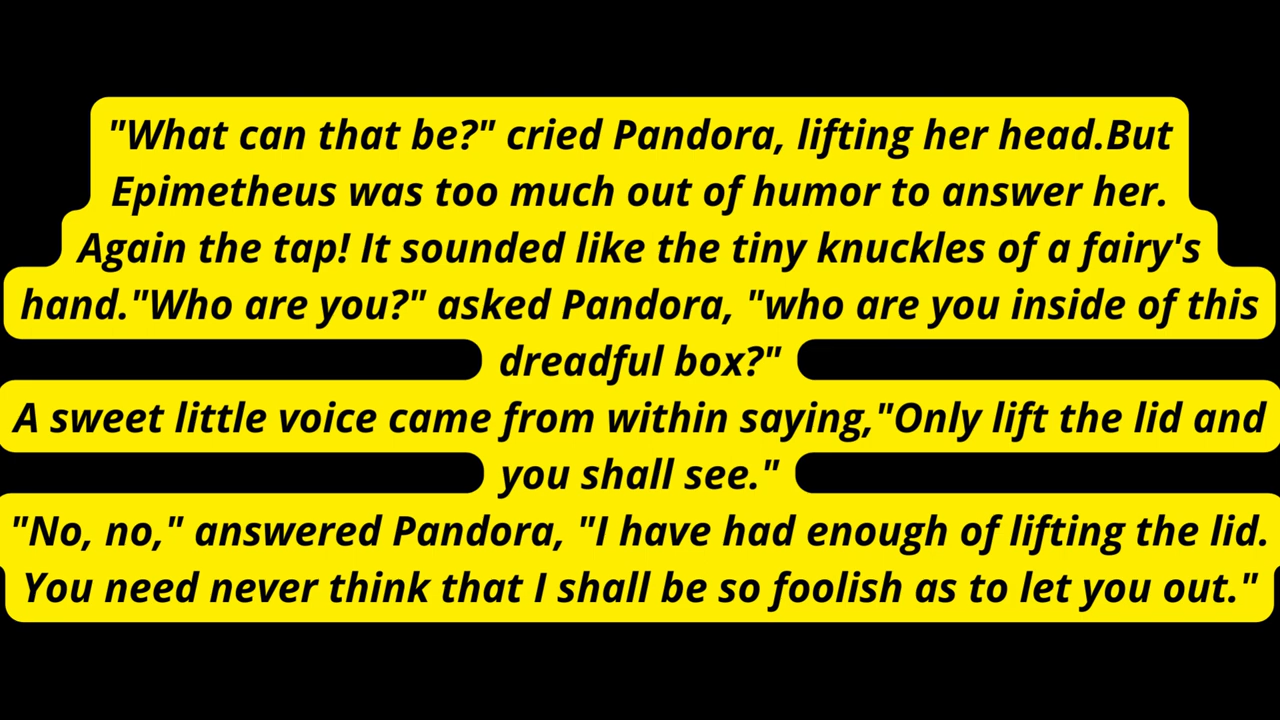 "What can that be?" cried Pandora, lifting her head.But
Epimetheus was too much out of humor to answer her.
Again the tap! It sounded like the tiny knuckles of a fairy's
hand."Who are you?" asked Pandora, "who are you inside of this
dreadful box?"
A sweet little voice came from within saying,"Only lift the lid and
you shall see."
"No, no," answered Pandora, "I have had enough of lifting the lid.
You need never think that I shall be so foolish as to let you out."